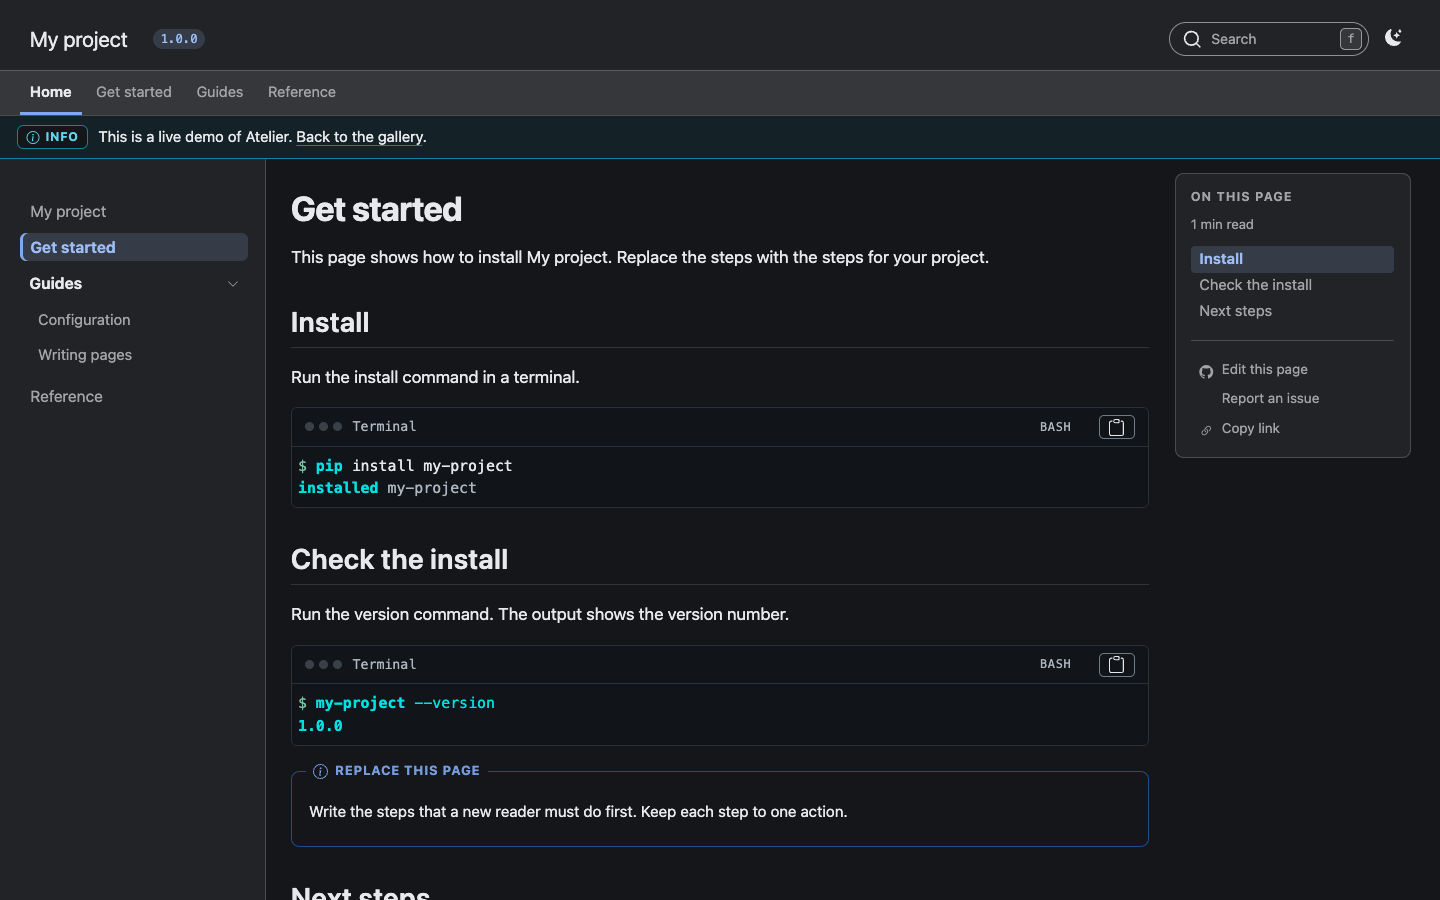 My project 1.0.0
Search f
Home Get started Guides Reference
INFO This is a live demo of Atelier. Back to the gallery.
My project
Get started
Guides
Configuration
Writing pages
Reference
Get started
This page shows how to install My project. Replace the steps with the steps for your project.
Install
Run the install command in a terminal.
Terminal BASH
$ pip install my-project
installed my-project
Check the install
Run the version command. The output shows the version number.
Terminal BASH
$ my-project --version
1.0.0
REPLACE THIS PAGE
Write the steps that a new reader must do first. Keep each step to one action.
Next steps
ON THIS PAGE
1 min read
Install
Check the install
Next steps
Edit this page
Report an issue
Copy link